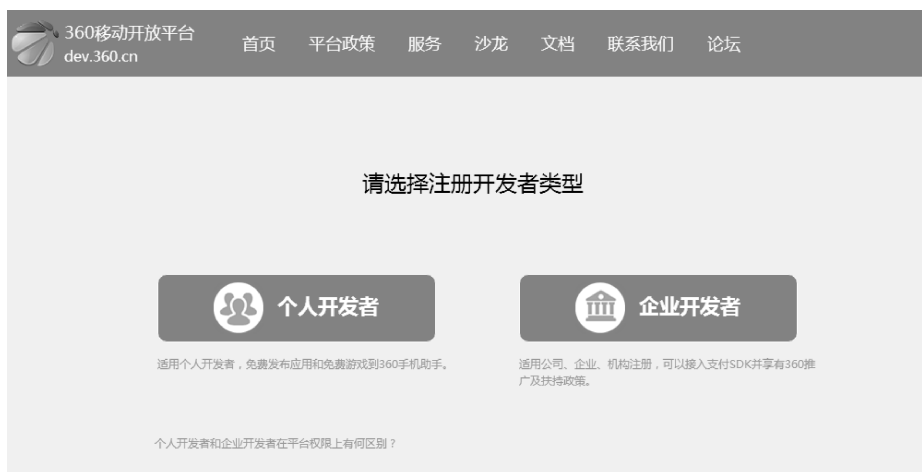 360移动开放平台
dev.360.cn
首页 平台政策 服务 沙龙 文档 联系我们 论坛
请选择注册开发者类型
个人开发者 企业开发者
适用个人开发者，免费发布应用和免费游戏到360手机助手。
适用公司、企业、机构注册，可以接入支付SDK并享有360推
广及扶持政策。
个人开发者和企业开发者在平台权限上有何区别？